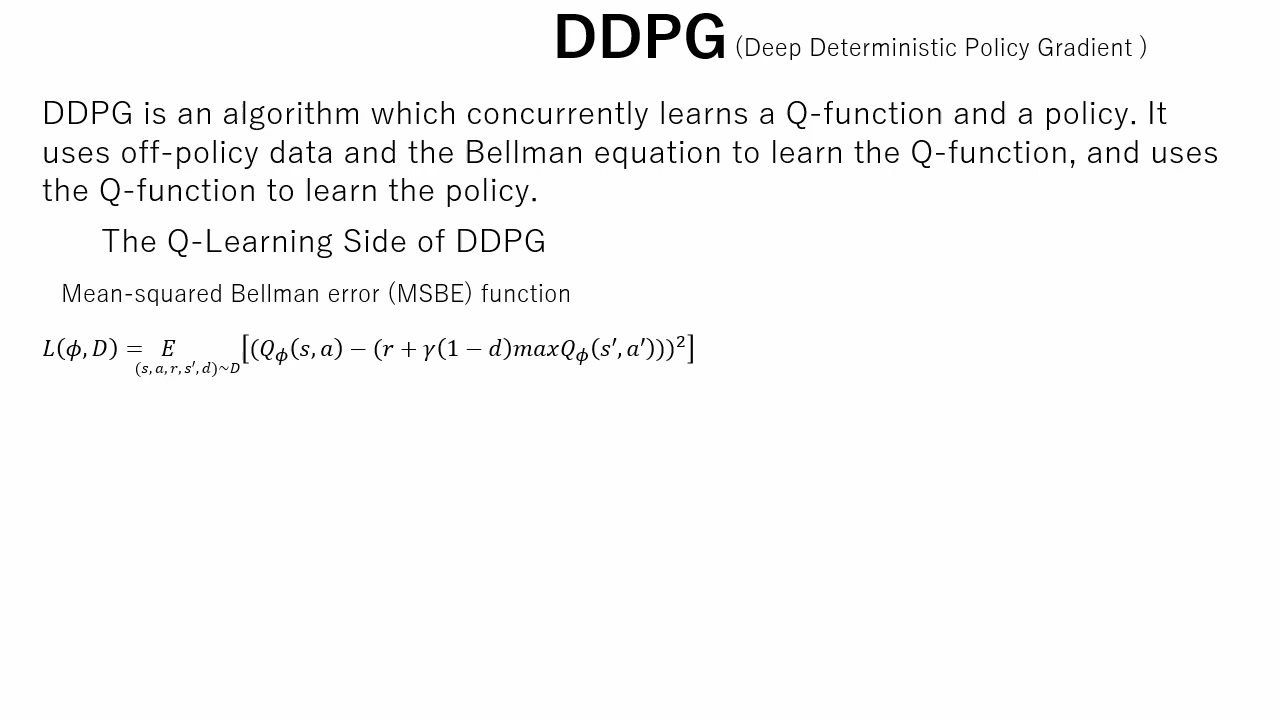 DDPG (Deep Deterministic Policy Gradient )
DDPG is an algorithm which concurrently learns a Q-function and a policy. It
uses off-policy data and the Bellman equation to learn the Q-function, and uses
the Q-function to learn the policy.
The Q-Learning Side of DDPG
Mean-squared Bellman error (MSBE) function
L(ϕ, D) = E [(Qϕ(s, a) − (r + γ(1 − d)maxQϕ(s′, a′)))²]
(s,a,r,s′,d)~D